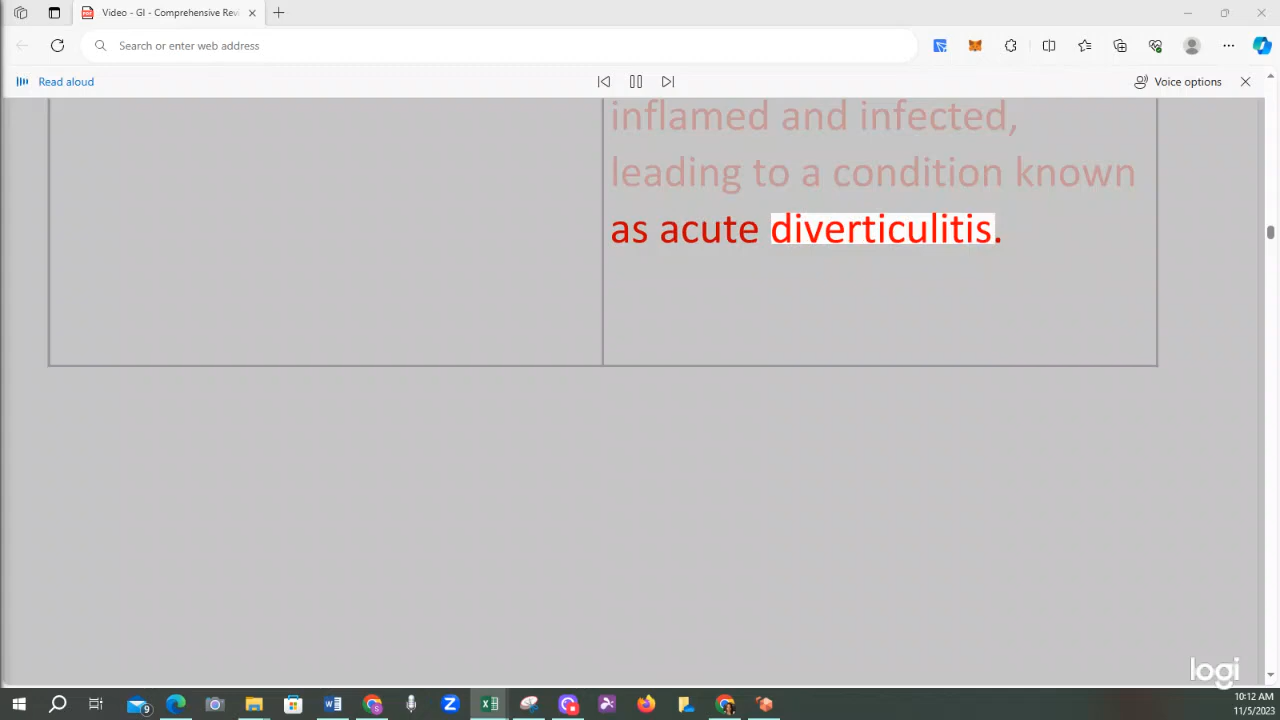 Video - GI - Comprehensive Revi
Search or enter web address
Read aloud
Voice options
inflamed and infected,
leading to a condition known
as acute diverticulitis.
logi
9
10:12 AM
11/5/2023